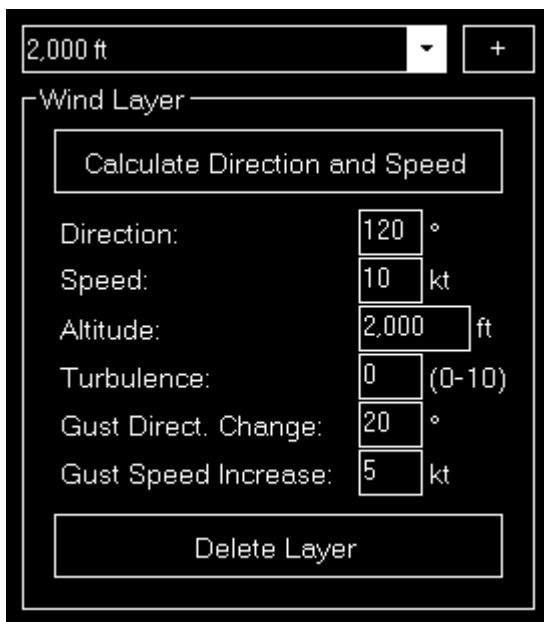 2,000 ft +
Wind Layer
Calculate Direction and Speed
Direction: 120 °
Speed: 10 kt
Altitude: 2,000 ft
Turbulence: 0 (0-10)
Gust Direct. Change: 20 °
Gust Speed Increase: 5 kt
Delete Layer